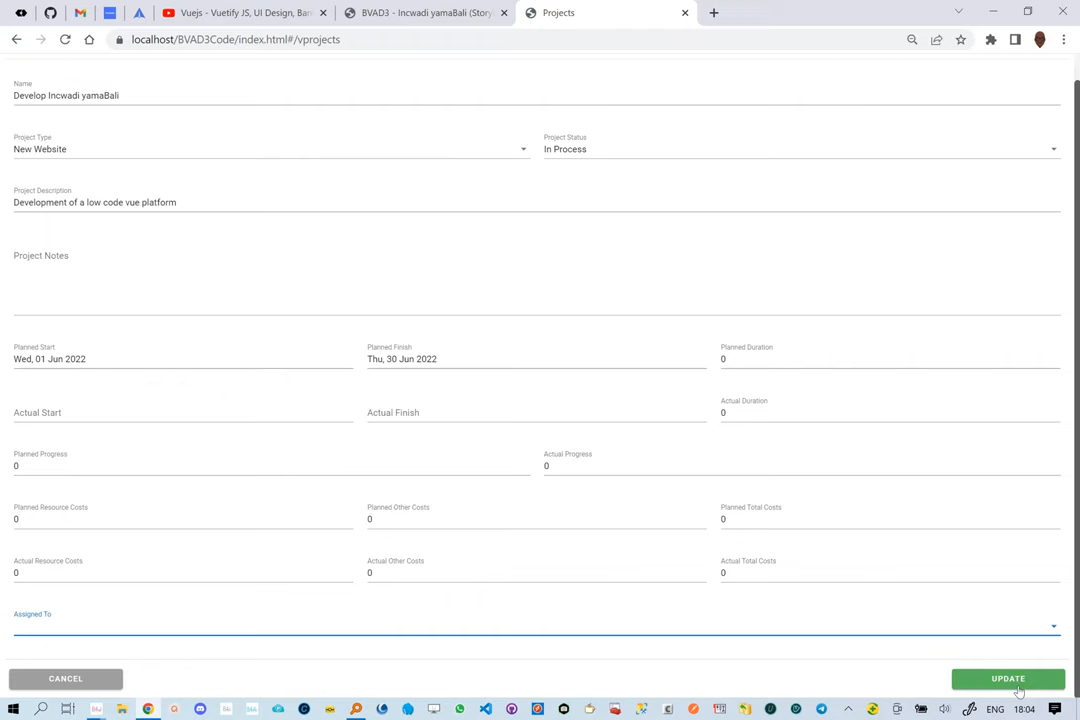 Vuejs - Vuetify JS, UI Design, Ban
BVAD3 - Incwadi yamaBali (Story
Projects
localhost/BVAD3Code/index.html#/vprojects
Name
Develop Incwadi yamaBali
Project Type
Project Status
New Website
In Process
Project Description
Development of a low code vue platform
Project Notes
Planned Start
Planned Finish
Planned Duration
Wed, 01 Jun 2022
Thu, 30 Jun 2022
0
Actual Start
Actual Finish
Actual Duration
0
Planned Progress
Actual Progress
0
0
Planned Resource Costs
Planned Other Costs
Planned Total Costs
0
0
0
Actual Resource Costs
Actual Other Costs
Actual Total Costs
0
0
0
Assigned To
CANCEL
UPDATE
ENG
18:04